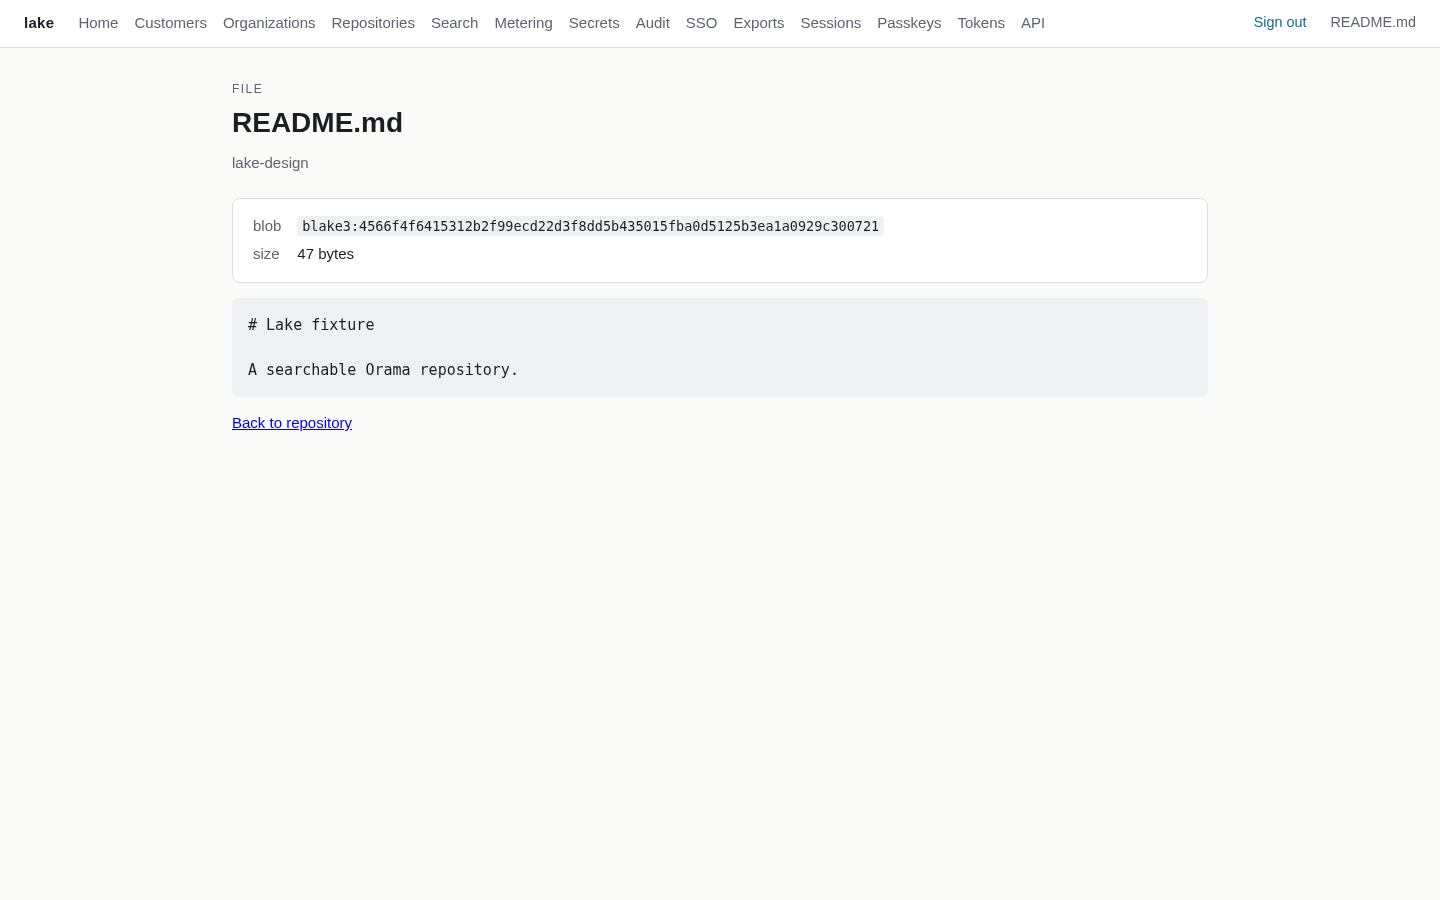 lake Home Customers Organizations Repositories Search Metering Secrets Audit SSO Exports Sessions Passkeys Tokens API Sign out README.md
FILE
README.md
lake-design
blob blake3:4566f4f6415312b2f99ecd22d3f8dd5b435015fba0d5125b3ea1a0929c300721
size 47 bytes
# Lake fixture
A searchable Orama repository.
Back to repository